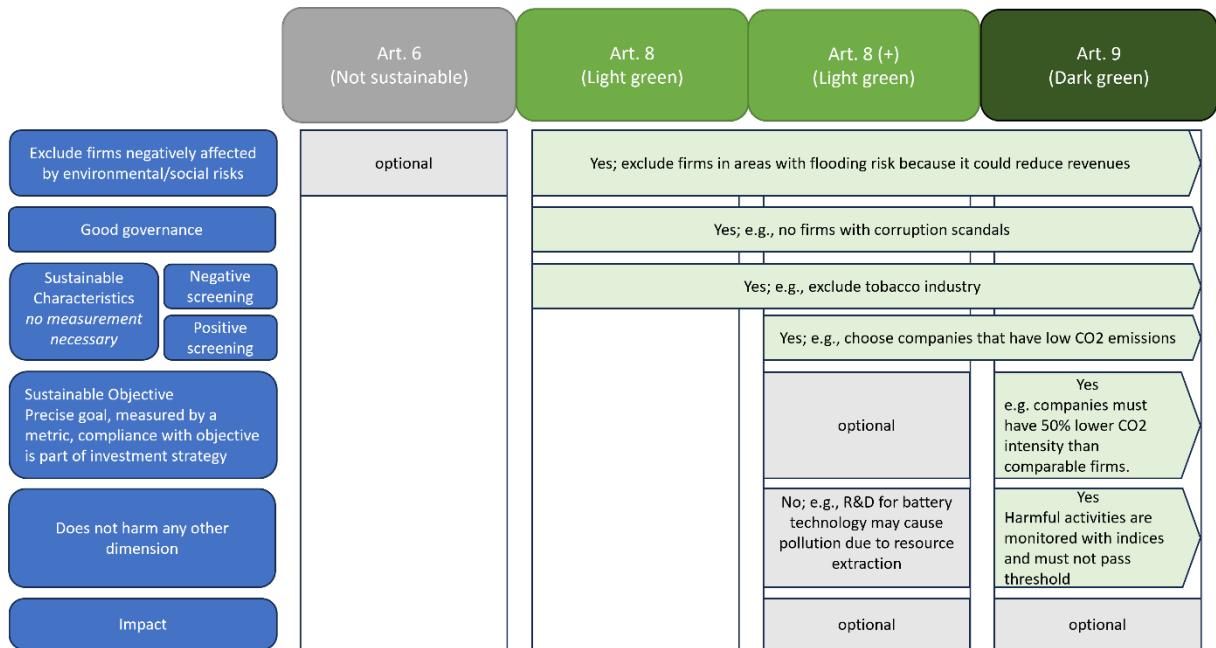 Art. 6
(Not sustainable)
Art. 8
(Light green)
Art. 8 (+)
(Light green)
Art. 9
(Dark green)
Exclude firms negatively affected
by environmental/social risks
optional
Yes; exclude firms in areas with flooding risk because it could reduce revenues
Good governance
Yes; e.g., no firms with corruption scandals
Sustainable
Characteristics
no measurement
necessary
Negative
screening
Yes; e.g., exclude tobacco industry
Positive
screening
Yes; e.g., choose companies that have low CO2 emissions
Sustainable Objective
Precise goal, measured by a
metric, compliance with objective
is part of investment strategy
optional
Yes
e.g. companies must
have 50% lower CO2
intensity than
comparable firms.
Does not harm any other
dimension
No; e.g., R&D for battery
technology may cause
pollution due to resource
extraction
Yes
Harmful activities are
monitored with indices
and must not pass
threshold
Impact
optional
optional